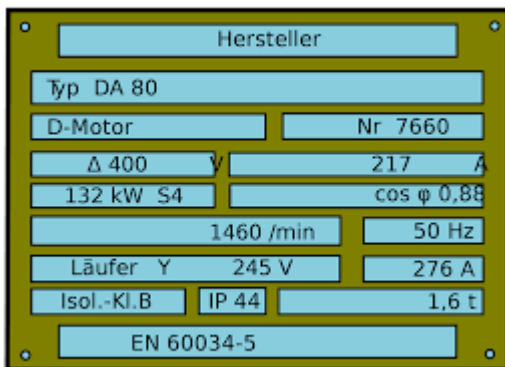 Hersteller
Typ DA 80
D-Motor Nr 7660
Δ 400 V 217 A
132 kW S4 cos φ 0,88
1460 /min 50 Hz
Läufer Y 245 V 276 A
Isol.-Kl.B IP 44 1,6 t
EN 60034-5